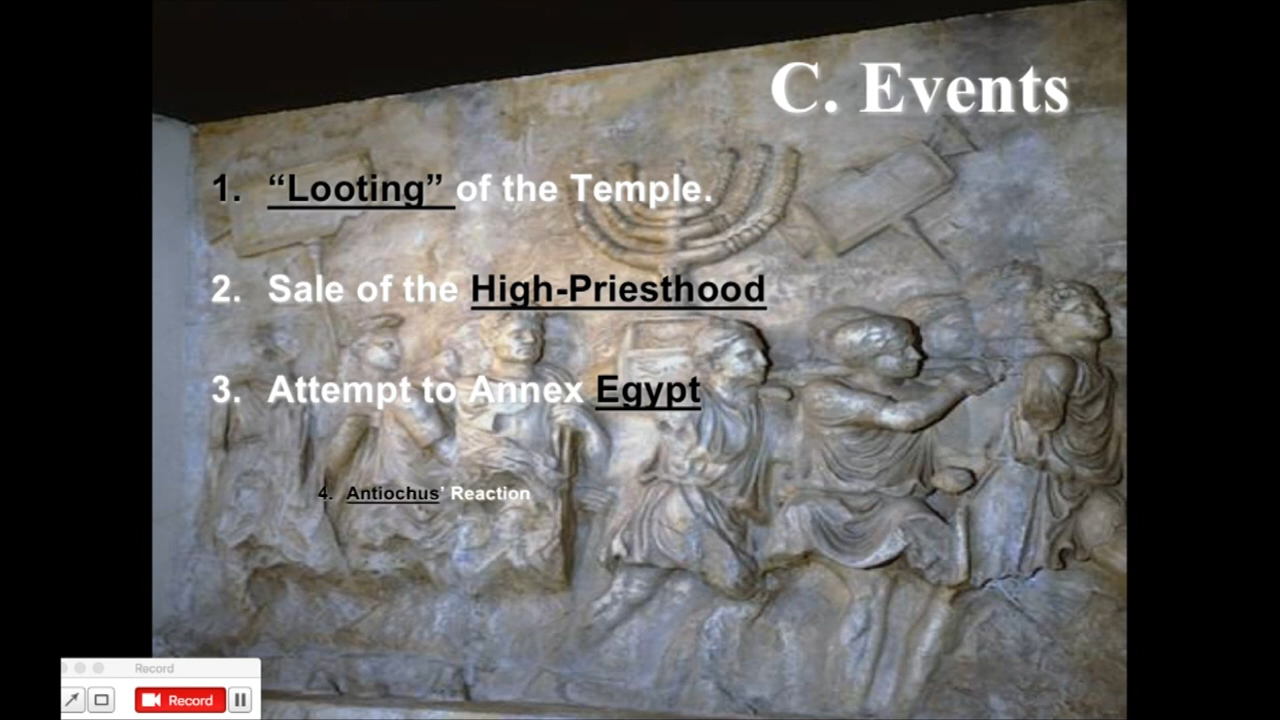 C. Events
1. “Looting” of the Temple.
2. Sale of the High-Priesthood
3. Attempt to Annex Egypt
4. Antiochus’ Reaction
Record
Record